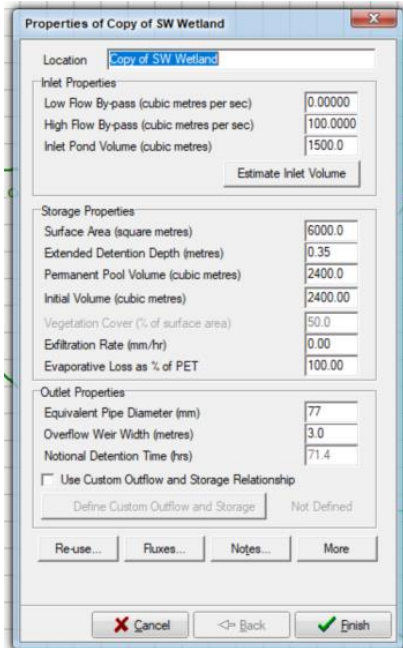 Properties of Copy of SW Wetland
Location Copy of SW Wetland
Inlet Properties
Low Flow By-pass (cubic metres per sec) 0.00000
High Flow By-pass (cubic metres per sec) 100.0000
Inlet Pond Volume (cubic metres) 1500.0
Estimate Inlet Volume
Storage Properties
Surface Area (square metres) 6000.0
Extended Detention Depth (metres) 0.35
Permanent Pool Volume (cubic metres) 2400.0
Initial Volume (cubic metres) 2400.00
Vegetation Cover (% of surface area) 50.0
Exfiltration Rate (mm/hr) 0.00
Evaporative Loss as % of PET 100.00
Outlet Properties
Equivalent Pipe Diameter (mm) 77
Overflow Weir Width (metres) 3.0
Notional Detention Time (hrs) 71.4
Use Custom Outflow and Storage Relationship
Define Custom Outflow and Storage Not Defined
Re-use... Fluxes... Notes... More
Cancel Back Finish